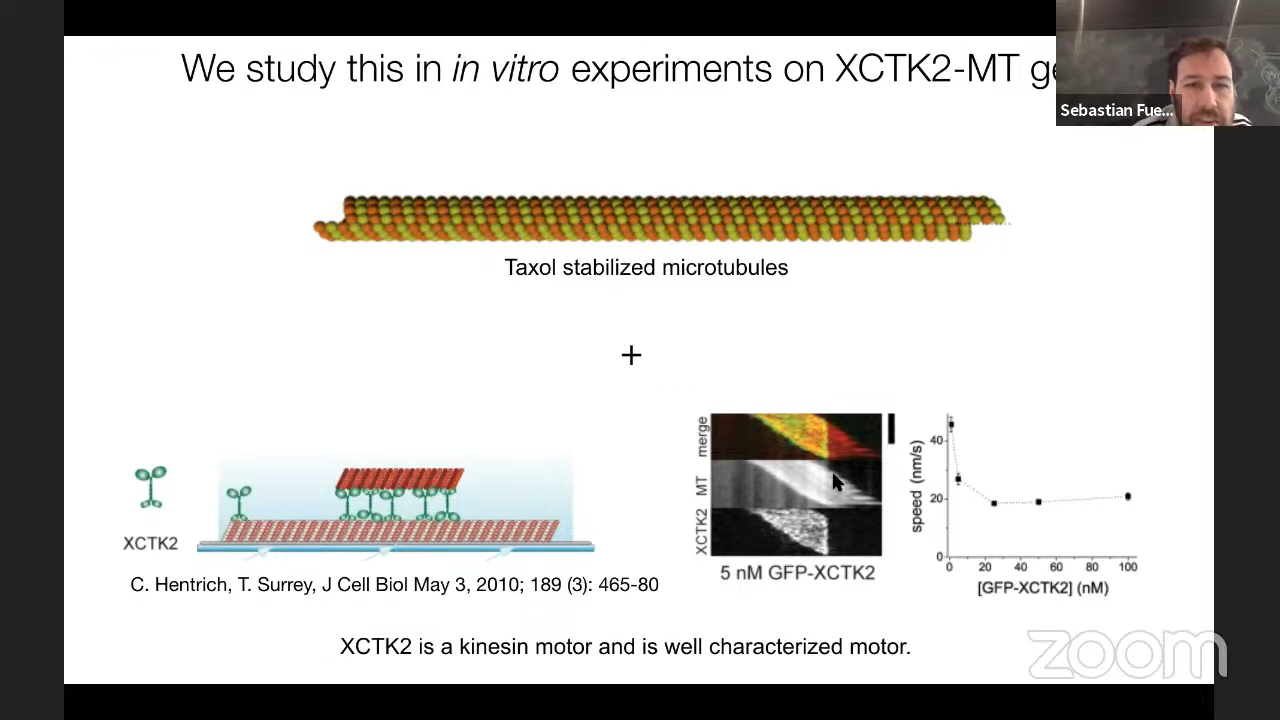 We study this in in vitro experiments on XCTK2-MT ge
Sebastian Fue...
Taxol stabilized microtubules
+
XCTK2
C. Hentrich, T. Surrey, J Cell Biol May 3, 2010; 189 (3): 465-80
merge
MT
XCTK2
5 nM GFP-XCTK2
speed (nm/s)
40
20
0
0 20 40 60 80 100
[GFP-XCTK2] (nM)
XCTK2 is a kinesin motor and is well characterized motor.
zoom